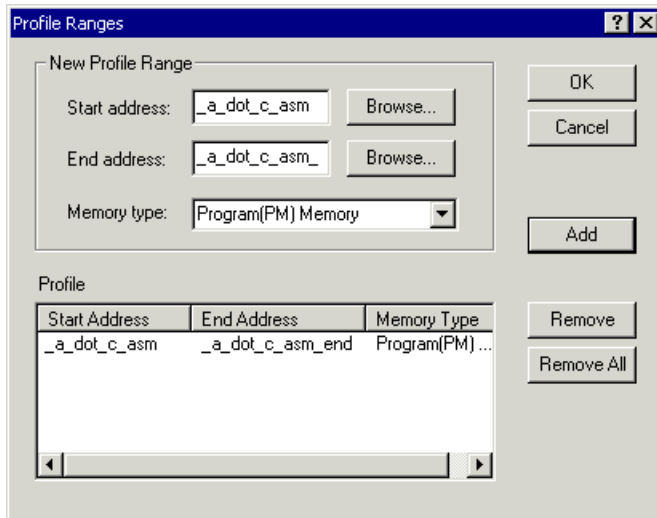 Profile Ranges
New Profile Range
Start address: _a_dot_c_asm Browse...
End address: _a_dot_c_asm_ Browse...
Memory type: Program(PM) Memory
OK
Cancel
Add
Profile
Start Address End Address Memory Type
_a_dot_c_asm _a_dot_c_asm_end Program(PM) ...
Remove
Remove All